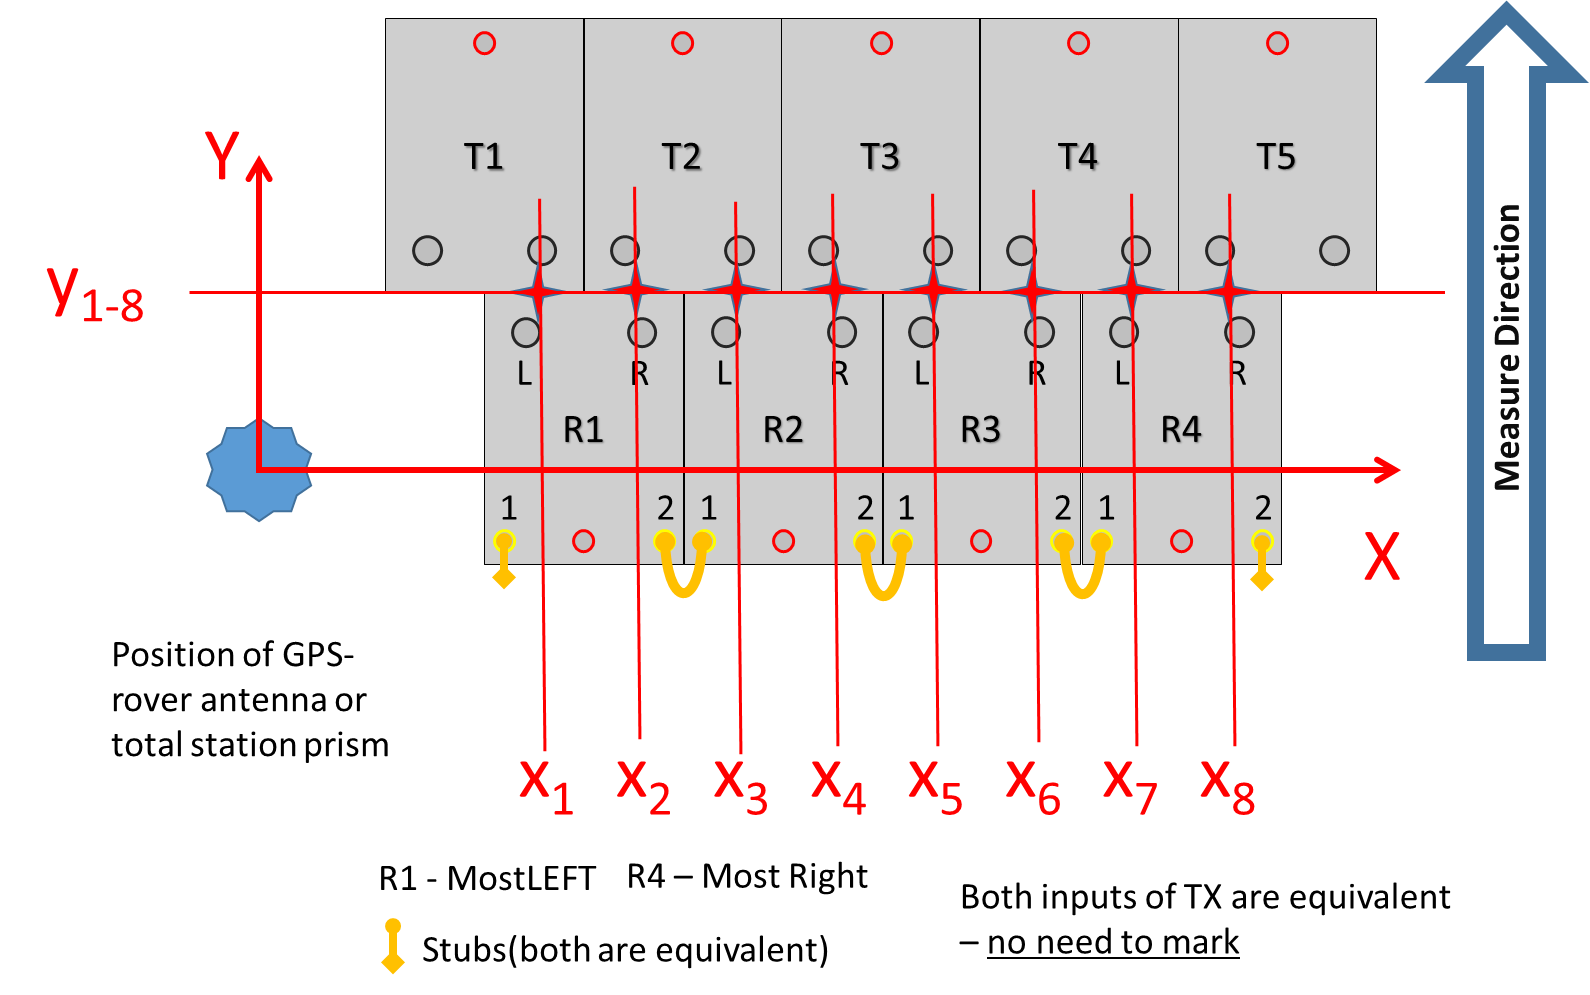 T1 T2 T3 T4 T5
Y
y1-8
L R L R L R L R
R1 R2 R3 R4
1 2 1 2 1 2 1 2
X
Measure Direction
Position of GPS-
rover antenna or
total station prism
x1 x2 x3 x4 x5 x6 x7 x8
R1 - MostLEFT R4 – Most Right
Stubs(both are equivalent)
Both inputs of TX are equivalent
– no need to mark